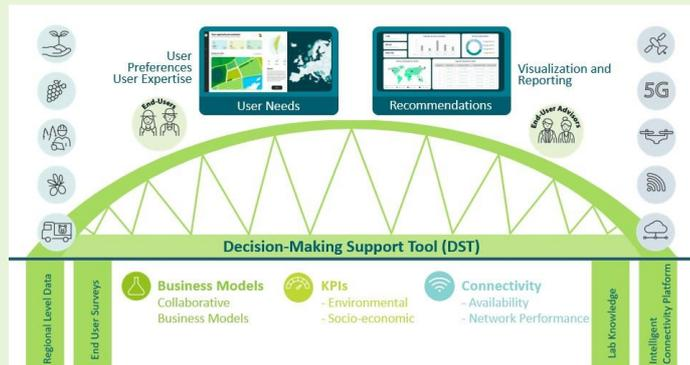 User
Preferences
User Expertise
User Needs
Recommendations
Visualization and
Reporting
End-Users
End-User Advisors
5G
Decision-Making Support Tool (DST)
Regional Level Data
End User Surveys
Business Models
Collaborative
Business Models
KPIs
- Environmental
- Socio-economic
Connectivity
- Availability
- Network Performance
Lab Knowledge
Intelligent
Connectivity Platform